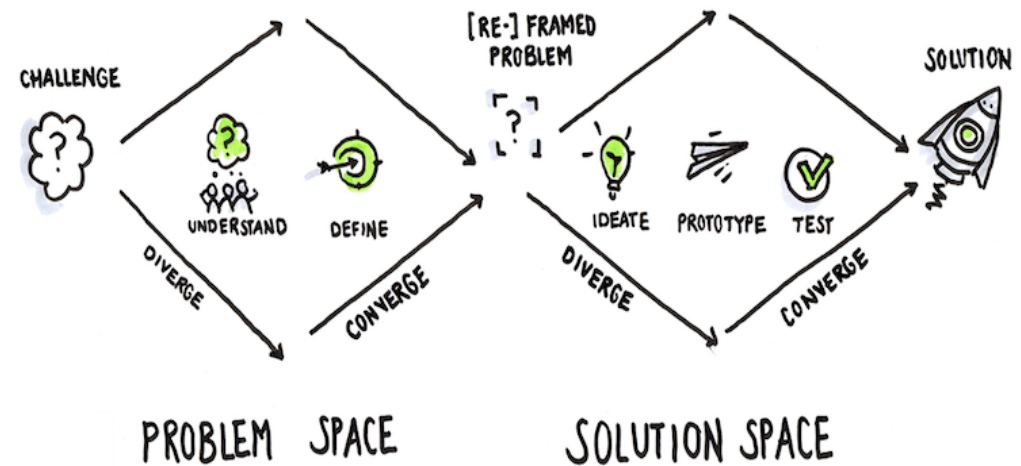 CHALLENGE
?
?
UNDERSTAND
DEFINE
DIVERGE
CONVERGE
[RE-] FRAMED
PROBLEM
?
IDEATE
PROTOTYPE
TEST
DIVERGE
CONVERGE
SOLUTION
PROBLEM SPACE
SOLUTION SPACE